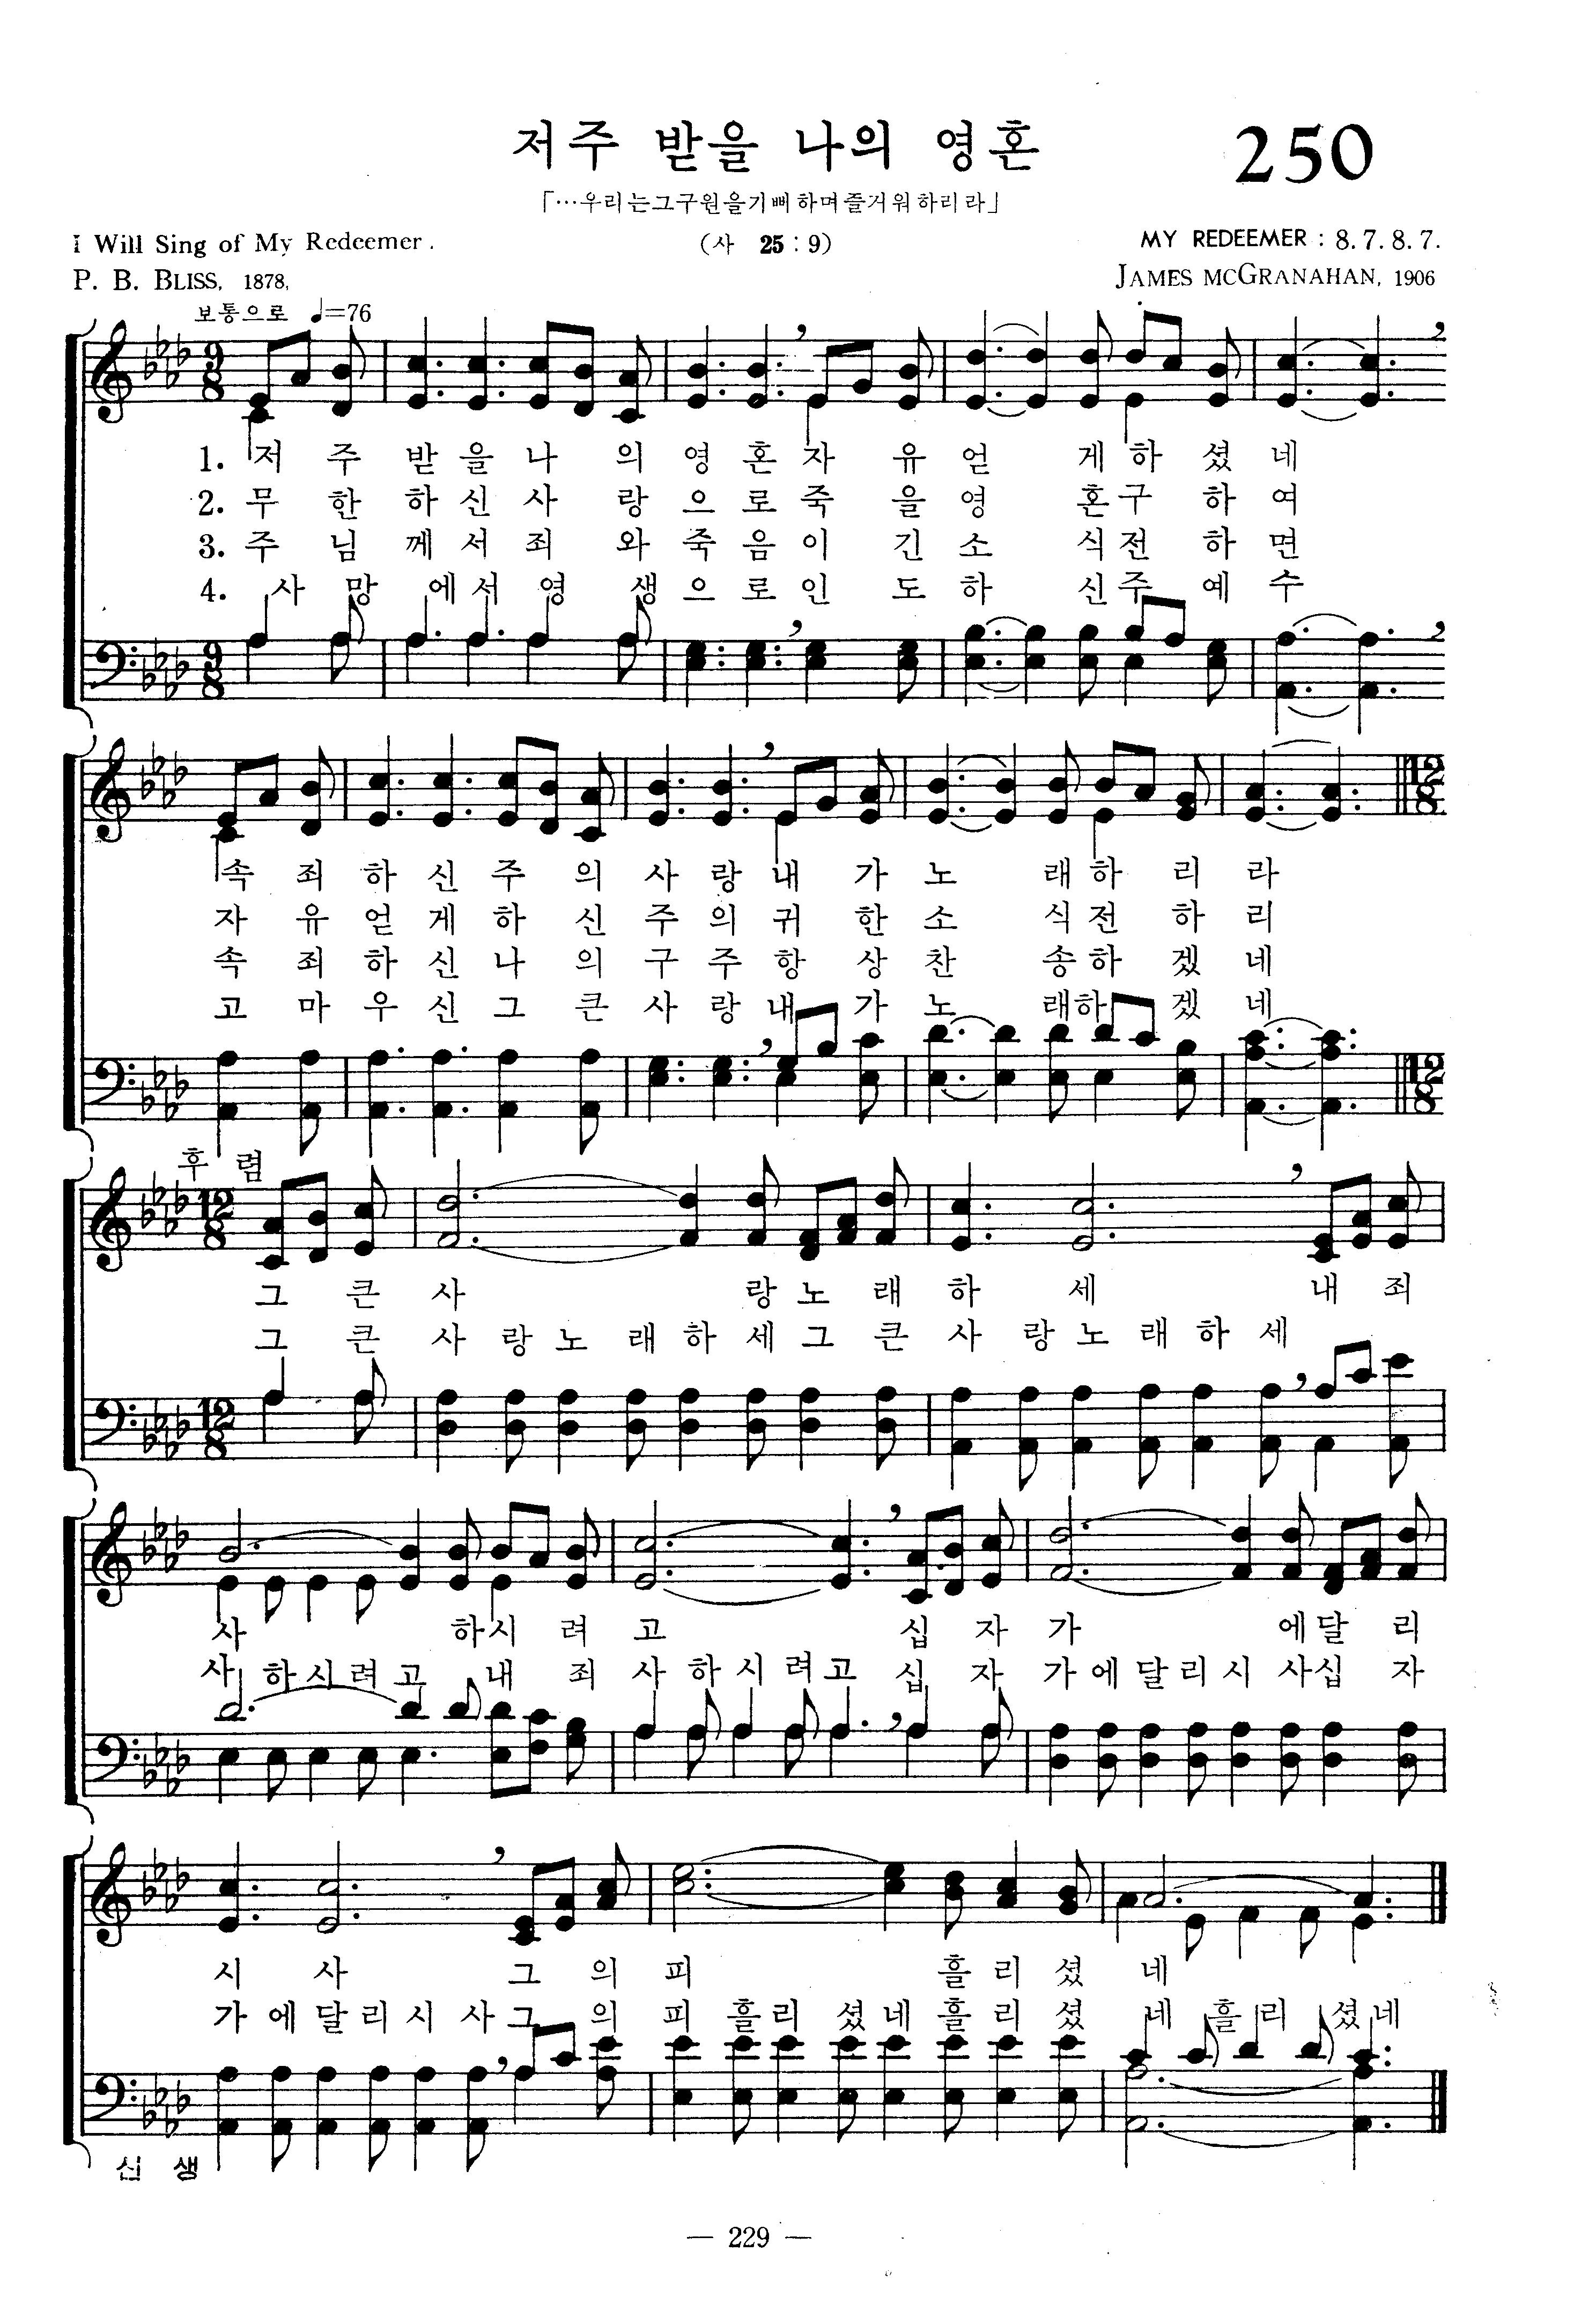 저주 받을 나의 영혼 250
「…우리는그구원을기뻐하며즐거워하리라」
I Will Sing of My Redeemer. (사 25:9) MY REDEEMER : 8.7.8.7.
P. B. BLISS, 1878, JAMES MCGRANAHAN, 1906
보통으로 ♩=76
9/8
1. 저 주 받 을 나 의 영 혼 자 유 얻 게 하 셨 네
2. 무 한 하 신 사 랑 으 로 죽 을 영 혼 구 하 여
3. 주 님 께 서 죄 와 죽 음 이 긴 소 식 전 하 면
4. 사 망 에 서 영 생 으 로 인 도 하 신 주 예 수
9/8
12/8
속 죄 하 신 주 의 사 랑 내 가 노 래 하 리 라
자 유 얻 게 하 신 주 의 귀 한 소 식 전 하 리
속 죄 하 신 나 의 구 주 항 상 찬 송 하 겠 네
고 마 우 신 그 큰 사 랑 내 가 노 래 하 겠 네
12/8
후 렴
12/8
그 큰 사 랑 노 래 하 세 내 죄
그 큰 사 랑 노 래 하 세 그 큰 사 랑 노 래 하 세
12/8
사 하 시 려 고 십 자 가 에 달 리
사 하 시 려 고 내 죄 사 하 시 려 고 십 자 가 에 달 리 시 사 십 자
시 사 그 의 피 흘 리 셨 네
가 에 달 리 시 사 그 의 피 흘 리 셨 네 흘 리 셨 네 흘 리 셨 네
신 생
— 229 —